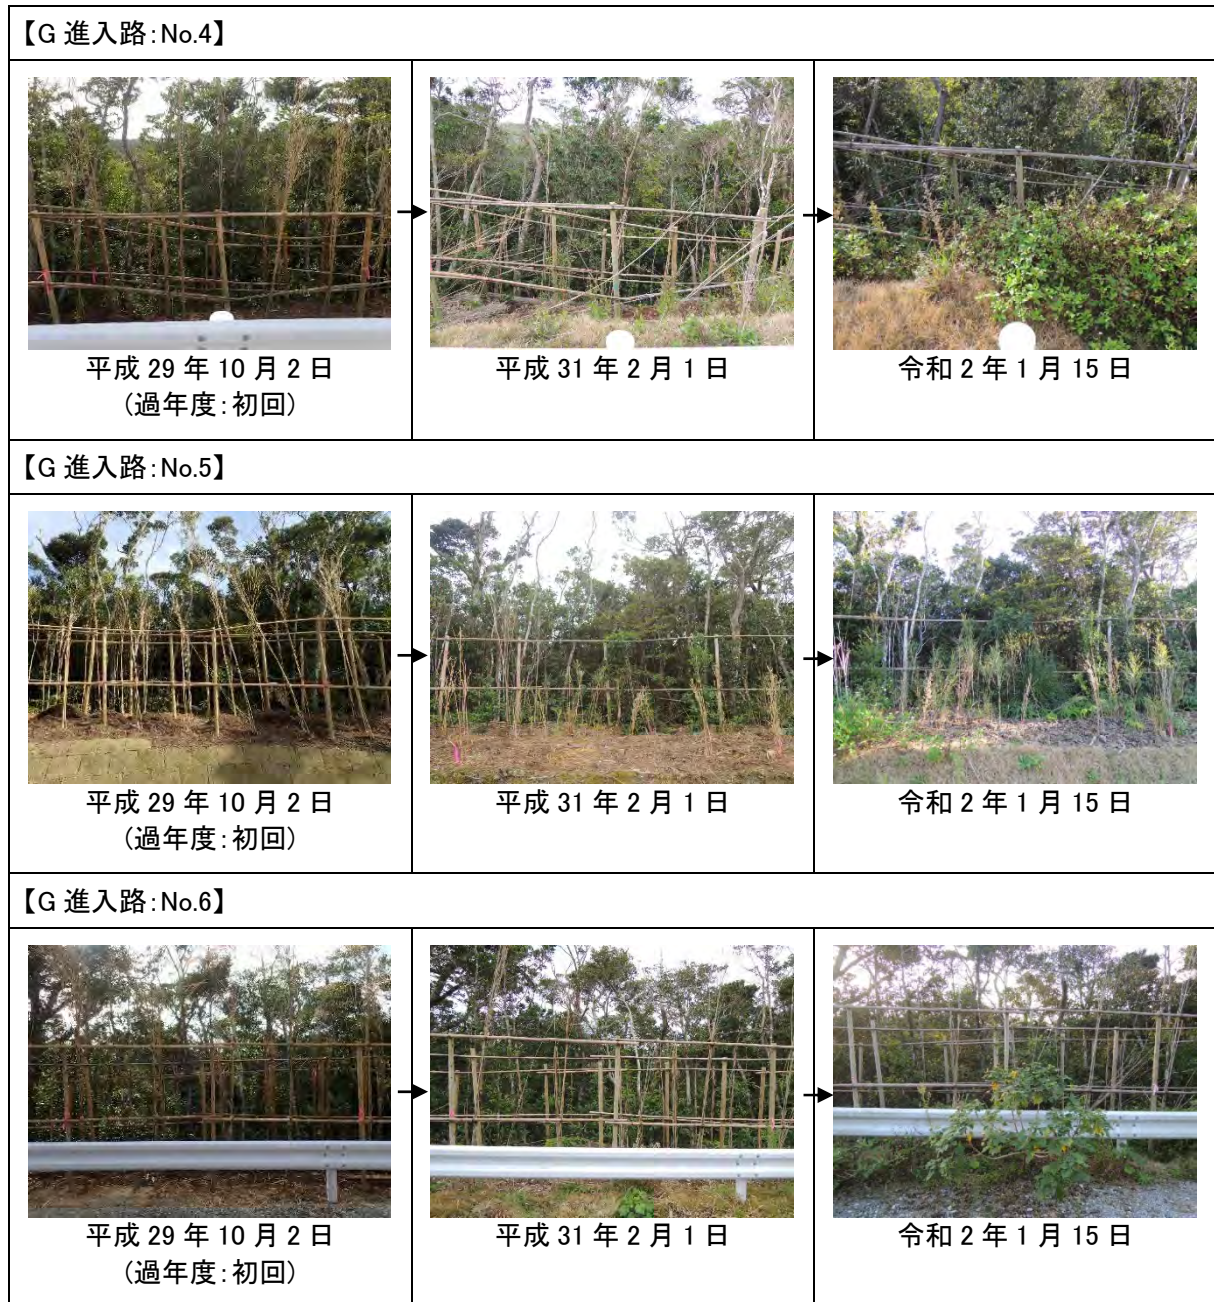 【G 進入路：No.4】
平成 29 年 10 月 2 日
（過年度：初回）
平成 31 年 2 月 1 日
令和 2 年 1 月 15 日
【G 進入路：No.5】
平成 29 年 10 月 2 日
（過年度：初回）
平成 31 年 2 月 1 日
令和 2 年 1 月 15 日
【G 進入路：No.6】
平成 29 年 10 月 2 日
（過年度：初回）
平成 31 年 2 月 1 日
令和 2 年 1 月 15 日